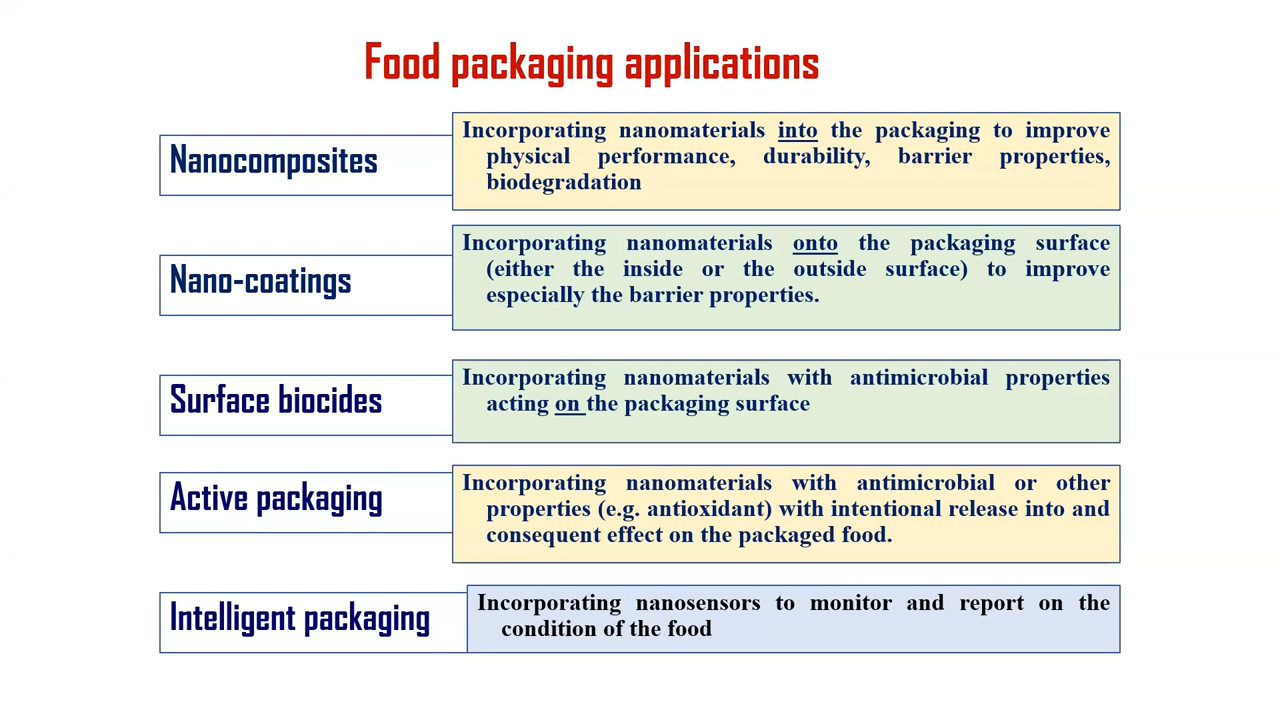 Food packaging applications
Nanocomposites
Incorporating nanomaterials into the packaging to improve
physical performance, durability, barrier properties,
biodegradation
Nano-coatings
Incorporating nanomaterials onto the packaging surface
(either the inside or the outside surface) to improve
especially the barrier properties.
Surface biocides
Incorporating nanomaterials with antimicrobial properties
acting on the packaging surface
Active packaging
Incorporating nanomaterials with antimicrobial or other
properties (e.g. antioxidant) with intentional release into and
consequent effect on the packaged food.
Intelligent packaging
Incorporating nanosensors to monitor and report on the
condition of the food